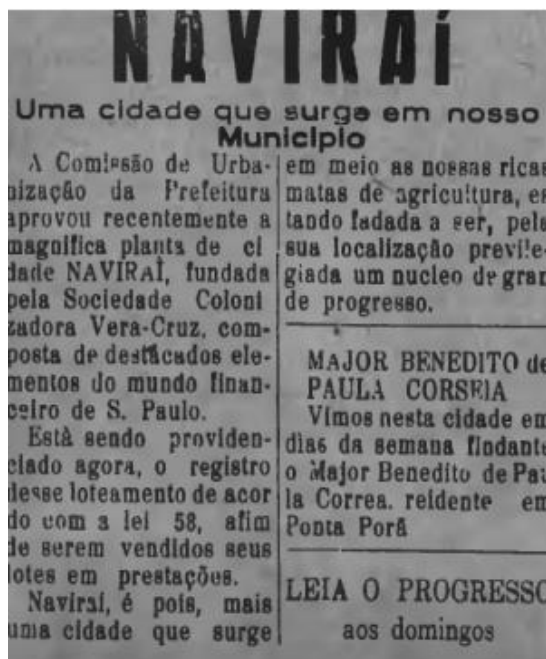 NAVIRAÍ
Uma cidade que surge em nosso
Municipio
A Comissão de Urba-
nização da Prefeitura
aprovou recentemente a
magnifica planta de ci
dade NAVIRAÍ, fundada
pela Sociedade Coloni
zadora Vera-Cruz, com-
posta de destacados ele-
mentos do mundo finan-
ceiro de S. Paulo.
Està sendo providen-
ciado agora, o registro
desse loteamento de acor
do com a lei 58, afim
de serem vendidos seus
lotes em prestações.
Naviraí, é pois, mais
uma cidade que surge
em meio as nossas ricas
matas de agricultura, es
tando fadada a ser, pela
sua localização previle-
giada um nucleo de gran
de progresso.
MAJOR BENEDITO de
PAULA CORSEIA
Vimos nesta cidade em
dias da semana findante
o Major Benedito de Pau
la Correa. reidente em
Ponta Porã
LEIA O PROGRESSO
aos domingos